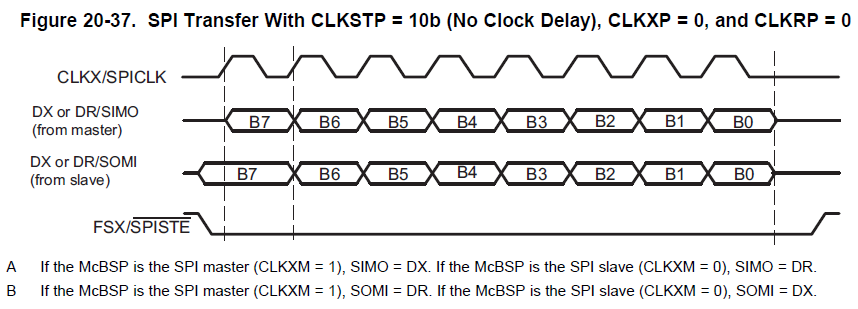 Figure 20-37. SPI Transfer With CLKSTP = 10b (No Clock Delay), CLKXP = 0, and CLKRP = 0
CLKX/SPICLK
DX or DR/SIMO
(from master)
B7 B6 B5 B4 B3 B2 B1 B0
DX or DR/SOMI
(from slave)
B7 B6 B5 B4 B3 B2 B1 B0
FSX/SPISTE
A If the McBSP is the SPI master (CLKXM = 1), SIMO = DX. If the McBSP is the SPI slave (CLKXM = 0), SIMO = DR.
B If the McBSP is the SPI master (CLKXM = 1), SOMI = DR. If the McBSP is the SPI slave (CLKXM = 0), SOMI = DX.